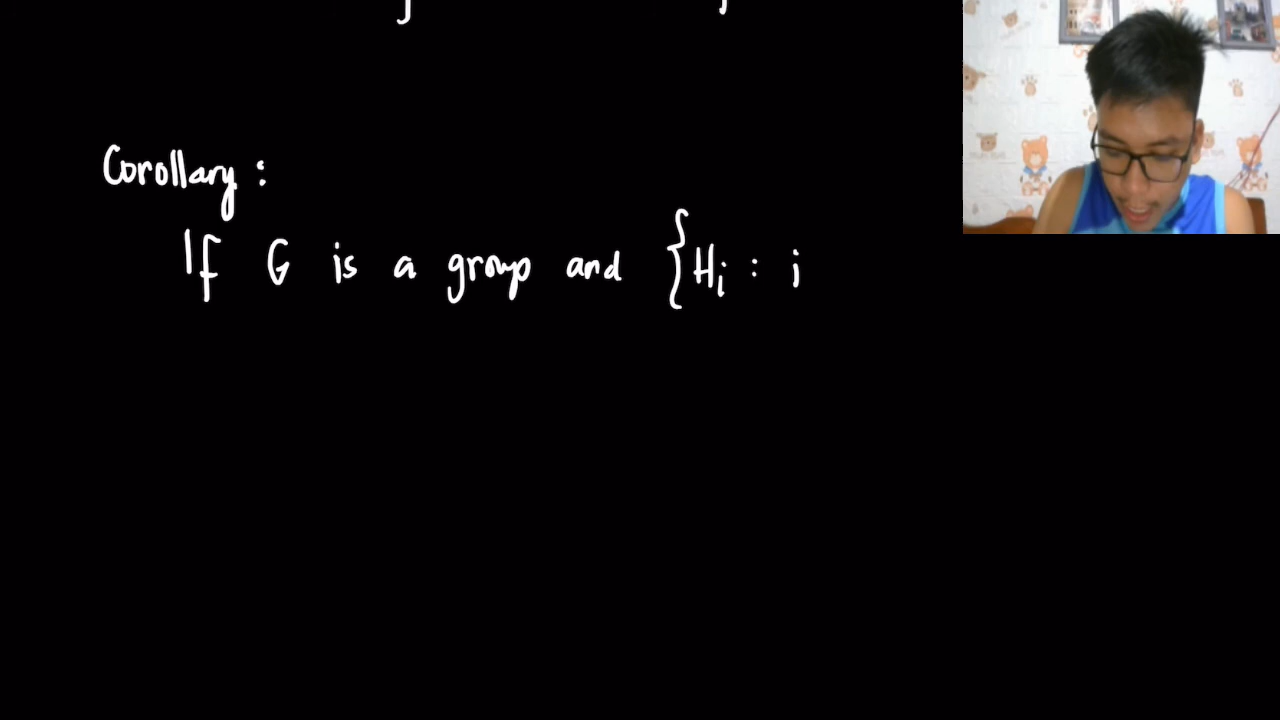 Corollary :
If G is a group and { Hi : i